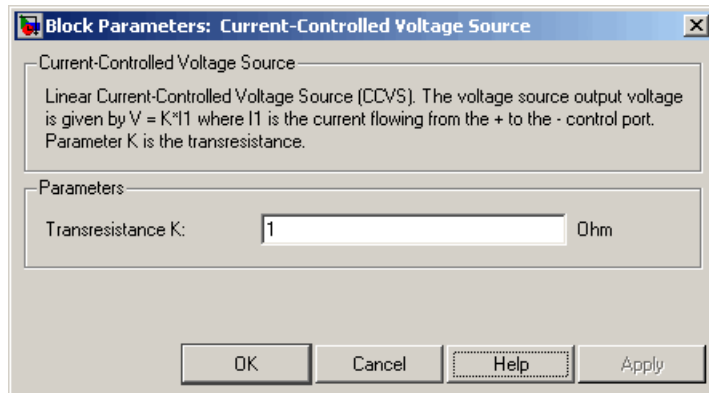 Block Parameters: Current-Controlled Voltage Source
Current-Controlled Voltage Source
Linear Current-Controlled Voltage Source (CCVS). The voltage source output voltage
is given by V = K*I1 where I1 is the current flowing from the + to the - control port.
Parameter K is the transresistance.
Parameters
Transresistance K: 1 Ohm
OK Cancel Help Apply